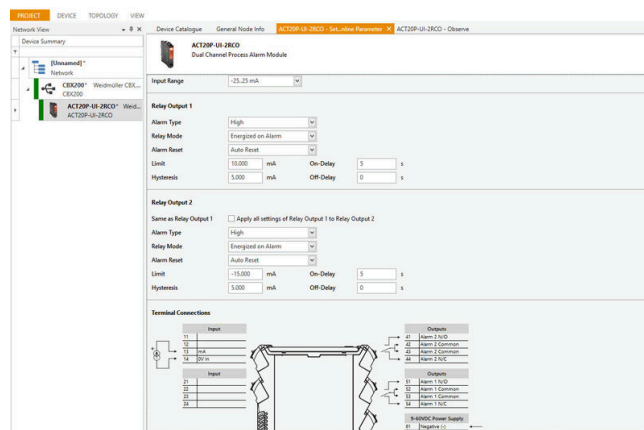 PROJECT DEVICE TOPOLOGY VIEW
Network View
Device Summary
[Unnamed]*
Network
CBX200* Weidmüller CBX...
CBX200
ACT20P-UI-2RCO* Weid...
ACT20P-UI-2RCO
Device Catalogue General Node Info ACT20P-UI-2RCO - Set...nline Parameter × ACT20P-UI-2RCO - Observe
ACT20P-UI-2RCO
Dual Channel Process Alarm Module
Input Range -25..25 mA
Relay Output 1
Alarm Type High
Relay Mode Energized on Alarm
Alarm Reset Auto Reset
Limit 10.000 mA On-Delay 5 s
Hysteresis 5.000 mA Off-Delay 0 s
Relay Output 2
Same as Relay Output 1 Apply all settings of Relay Output 1 to Relay Output 2
Alarm Type High
Relay Mode Energized on Alarm
Alarm Reset Auto Reset
Limit -15.000 mA On-Delay 5 s
Hysteresis 5.000 mA Off-Delay 0 s
Terminal Connections
Input
11
12
13 mA
14 0V In
Input
21
22
23
24
Outputs
41 Alarm 2 N/O
42 Alarm 2 Common
43 Alarm 2 Common
44 Alarm 2 N/C
Outputs
51 Alarm 1 N/O
52 Alarm 1 Common
53 Alarm 1 Common
54 Alarm 1 N/C
9-60VDC Power Supply
81 Negative (-)